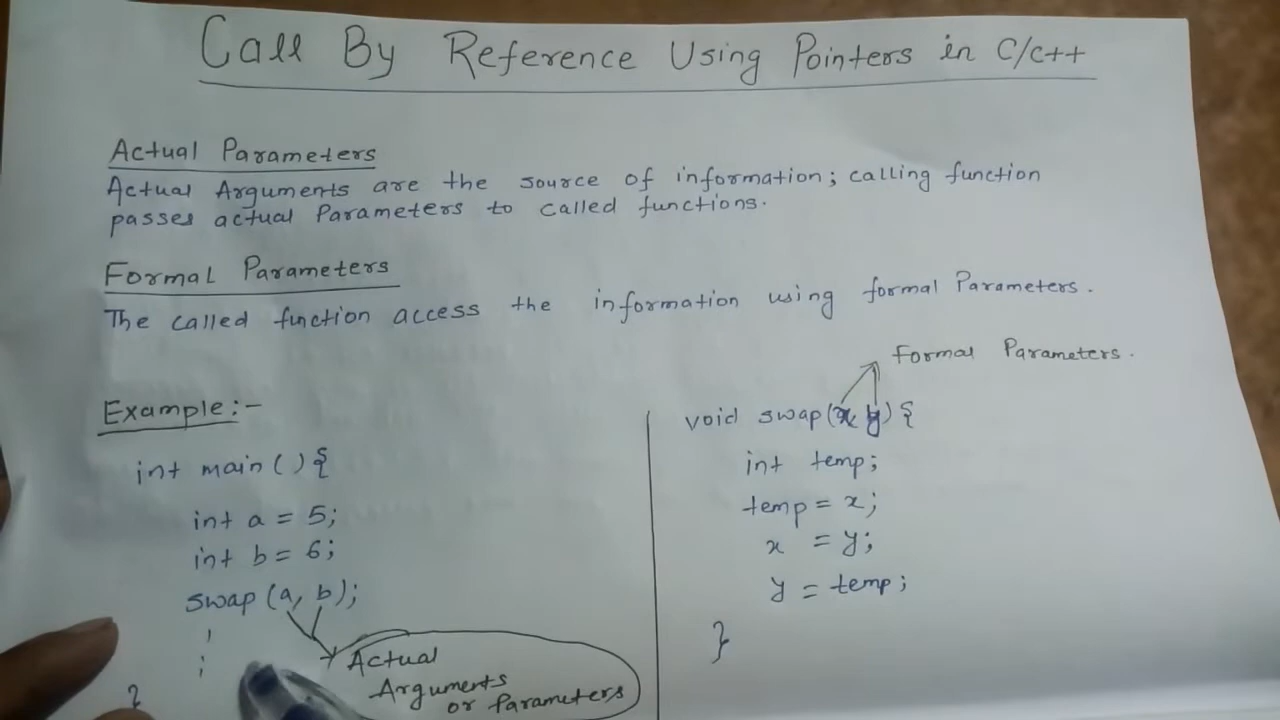 Call By Reference Using Pointers in C/C++
Actual Parameters
Actual Arguments are the source of information; calling function
passes actual Parameters to called functions.
Formal Parameters
The called function access the information using formal Parameters.
Example:-
int main(){
int a = 5;
int b = 6;
swap (a, b);
;
}
Actual
Arguments
or Parameters
Formal Parameters.
void swap(x y){
int temp;
temp = x;
x = y;
y = temp;
}